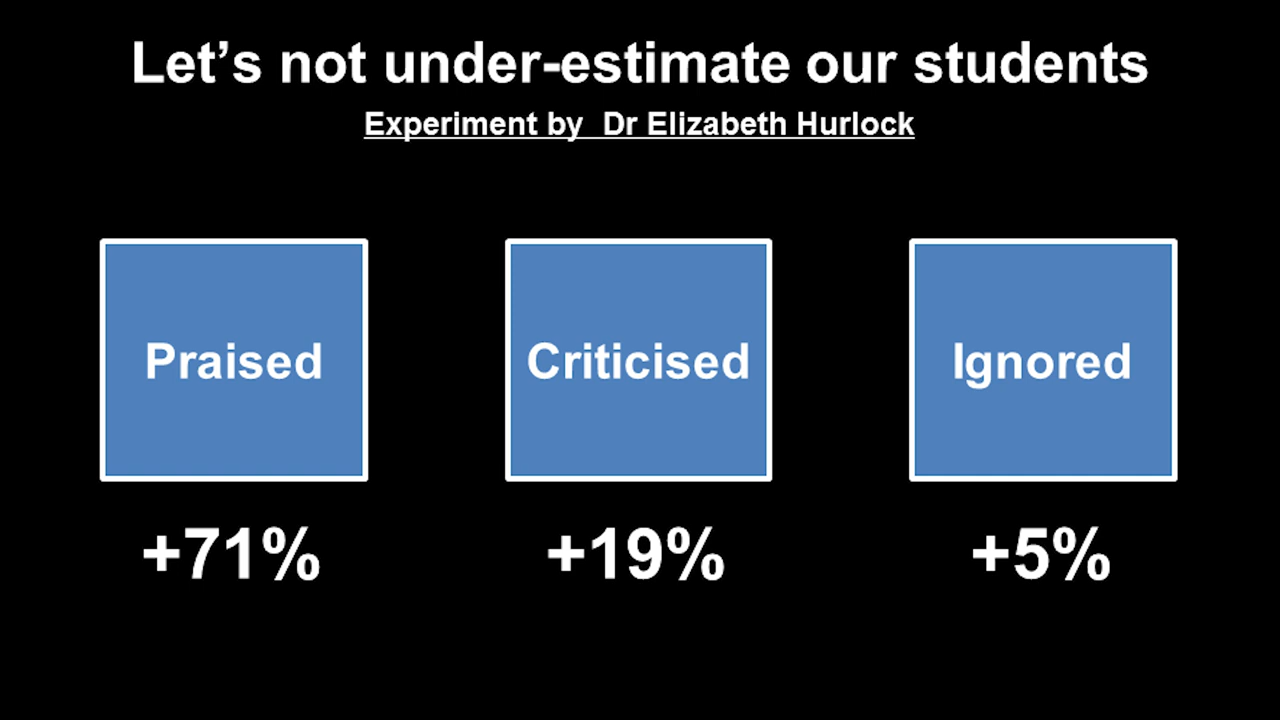 Let’s not under-estimate our students
Experiment by  Dr Elizabeth Hurlock
Praised
Criticised
Ignored
+71%
+19%
+5%